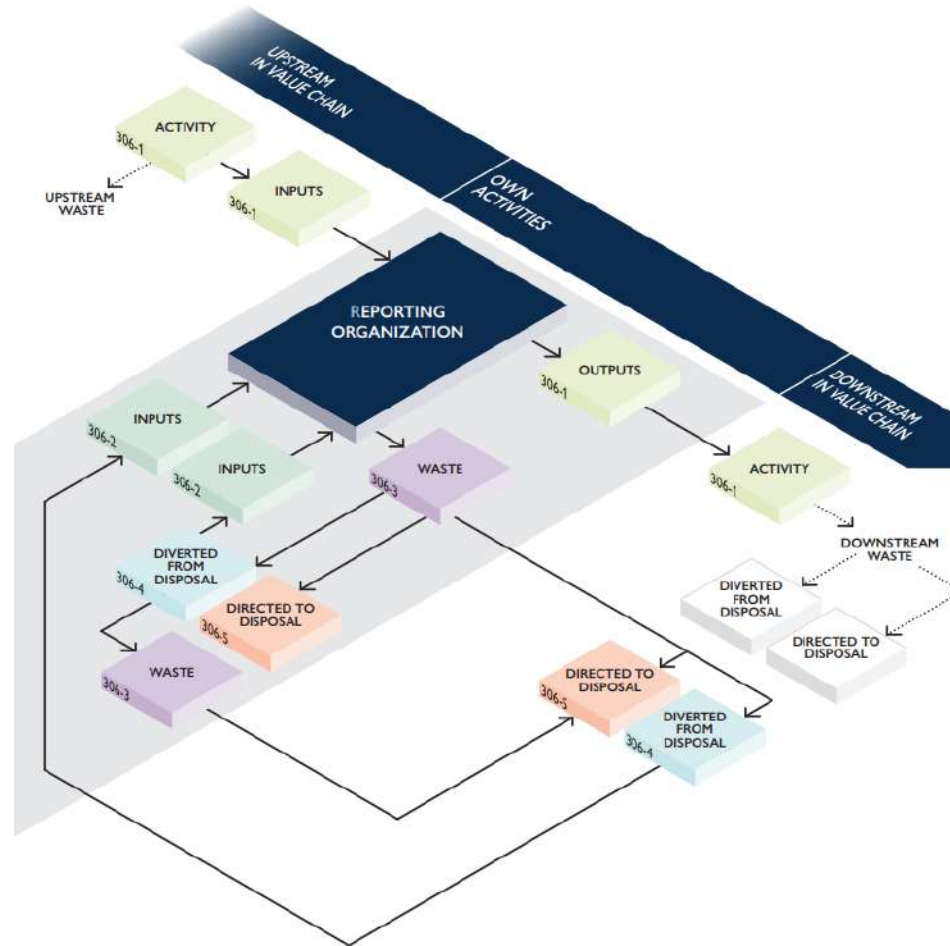 UPSTREAM
IN VALUE CHAIN
ACTIVITY
306-1
UPSTREAM
WASTE
INPUTS
306-1
OWN
ACTIVITIES
REPORTING
ORGANIZATION
OUTPUTS
306-1
DOWNSTREAM
IN VALUE CHAIN
INPUTS
306-2
INPUTS
306-2
WASTE
306-3
ACTIVITY
306-1
DOWNSTREAM
WASTE
DIVERTED
FROM
DISPOSAL
306-4
DIRECTED TO
DISPOSAL
306-5
DIVERTED
FROM
DISPOSAL
DIRECTED TO
DISPOSAL
WASTE
306-3
DIRECTED TO
DISPOSAL
306-5
DIVERTED
FROM
DISPOSAL
306-4